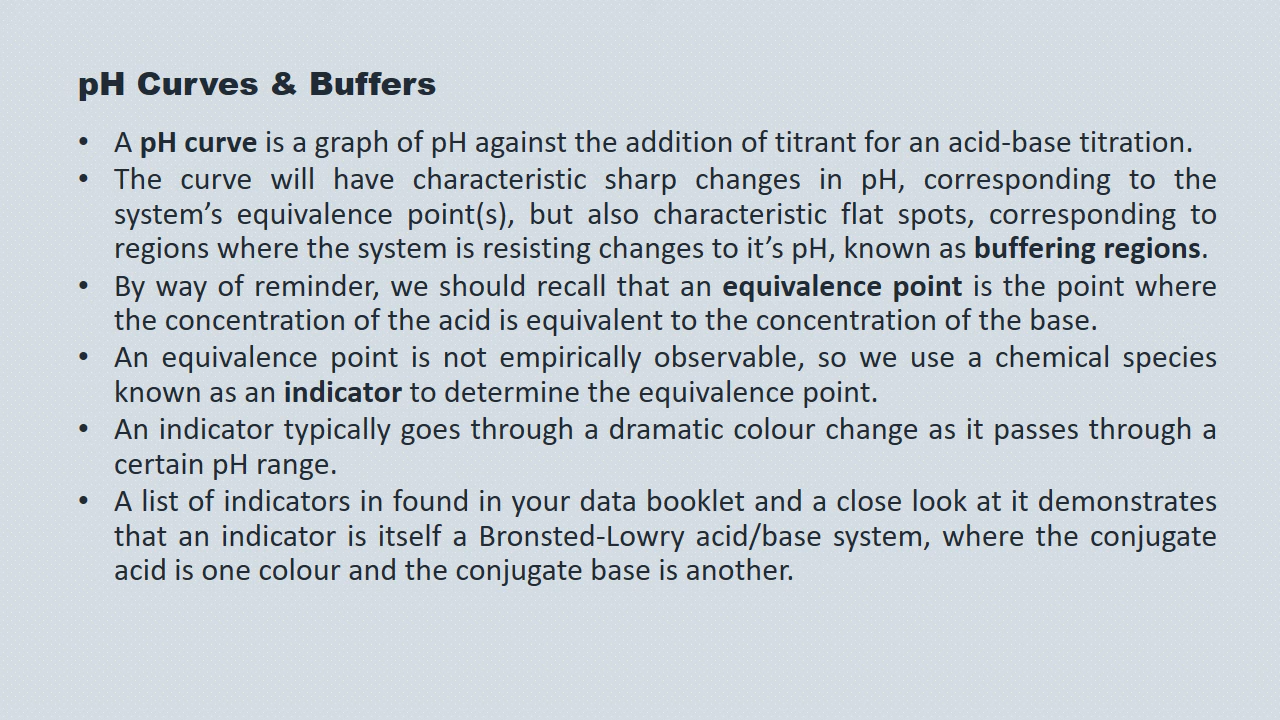 pH Curves & Buffers
• A pH curve is a graph of pH against the addition of titrant for an acid-base titration.
• The curve will have characteristic sharp changes in pH, corresponding to the
system’s equivalence point(s), but also characteristic flat spots, corresponding to
regions where the system is resisting changes to it’s pH, known as buffering regions.
• By way of reminder, we should recall that an equivalence point is the point where
the concentration of the acid is equivalent to the concentration of the base.
• An equivalence point is not empirically observable, so we use a chemical species
known as an indicator to determine the equivalence point.
• An indicator typically goes through a dramatic colour change as it passes through a
certain pH range.
• A list of indicators in found in your data booklet and a close look at it demonstrates
that an indicator is itself a Bronsted-Lowry acid/base system, where the conjugate
acid is one colour and the conjugate base is another.